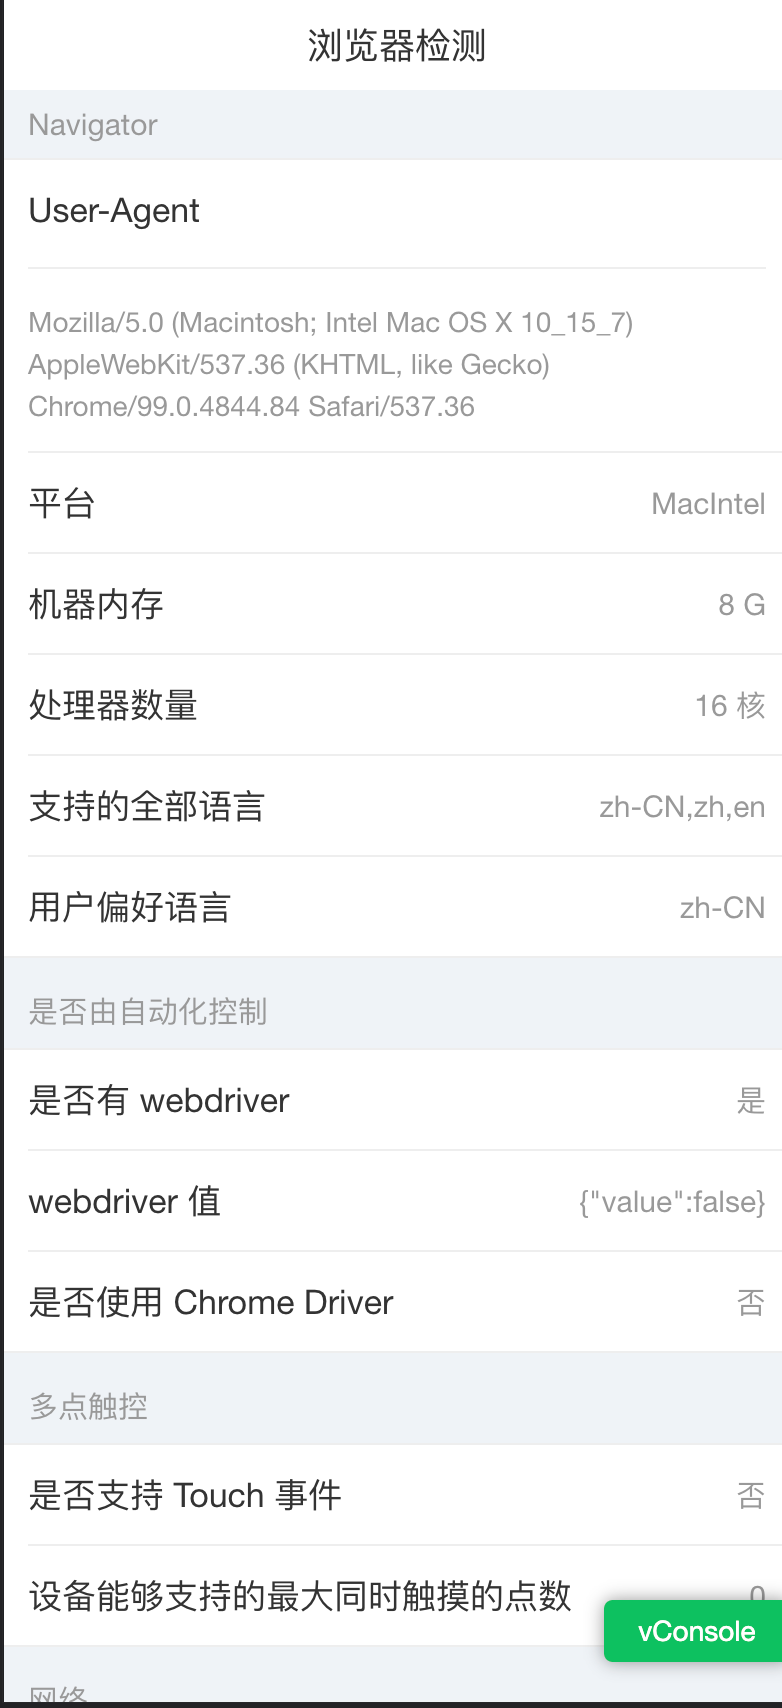 浏览器检测
Navigator
User-Agent
Mozilla/5.0 (Macintosh; Intel Mac OS X 10_15_7)
AppleWebKit/537.36 (KHTML, like Gecko)
Chrome/99.0.4844.84 Safari/537.36
平台 MacIntel
机器内存 8 G
处理器数量 16 核
支持的全部语言 zh-CN,zh,en
用户偏好语言 zh-CN
是否由自动化控制
是否有 webdriver 是
webdriver 值 {"value":false}
是否使用 Chrome Driver 否
多点触控
是否支持 Touch 事件 否
设备能够支持的最大同时触摸的点数 0
vConsole
网络